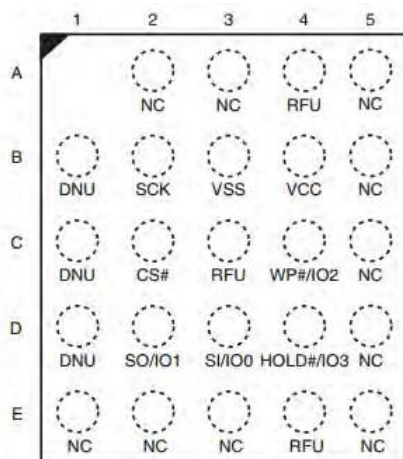 1 2 3 4 5
A
NC NC RFU NC
B
DNU SCK VSS VCC NC
C
DNU CS# RFU WP#/IO2 NC
D
DNU SO/IO1 SI/IO0 HOLD#/IO3 NC
E
NC NC NC RFU NC